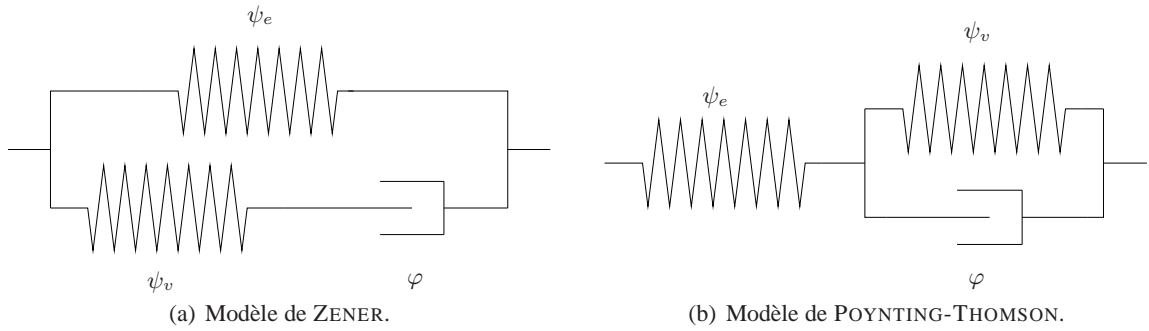 ψₑ
ψᵥ
φ
(a) Modèle de ZENER.
ψₑ
ψᵥ
φ
(b) Modèle de POYNTING-THOMSON.